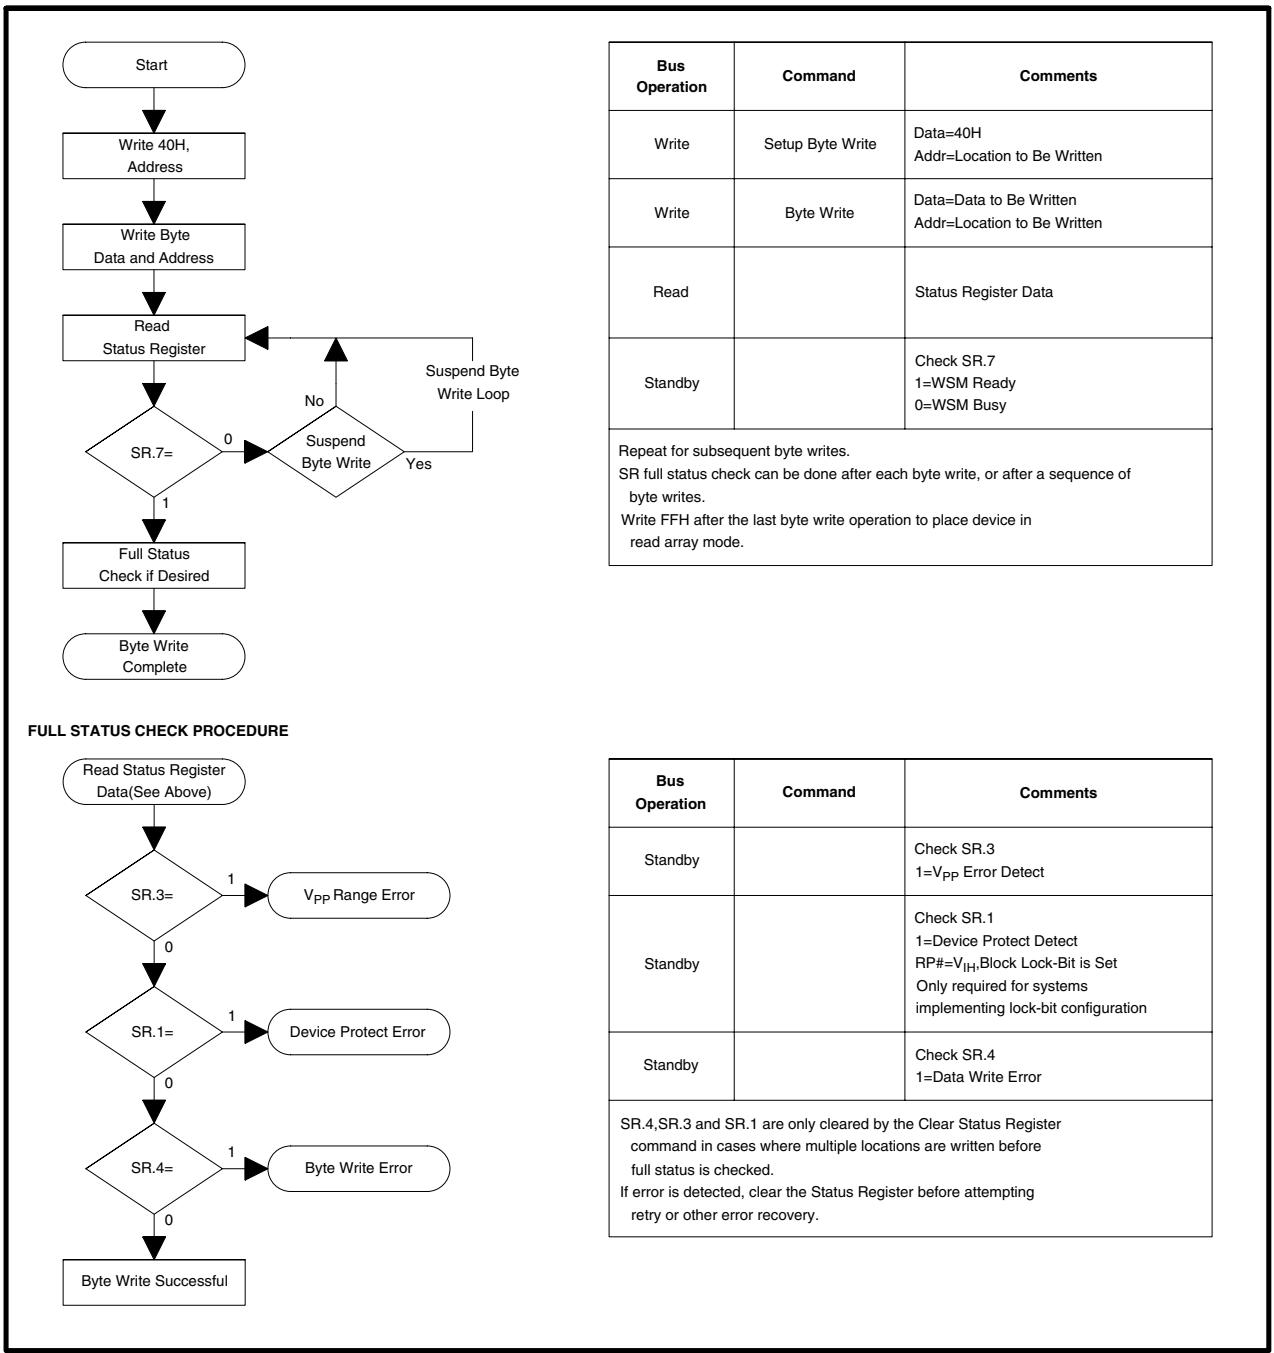 Start
Write 40H,
Address
Write Byte
Data and Address
Read
Status Register
Suspend Byte
Write Loop
No
SR.7=
0
Suspend
Byte Write
Yes
1
Full Status
Check if Desired
Byte Write
Complete
Bus
Operation
Command
Comments
Write
Setup Byte Write
Data=40H
Addr=Location to Be Written
Write
Byte Write
Data=Data to Be Written
Addr=Location to Be Written
Read
Status Register Data
Standby
Check SR.7
1=WSM Ready
0=WSM Busy
Repeat for subsequent byte writes.
SR full status check can be done after each byte write, or after a sequence of
byte writes.
Write FFH after the last byte write operation to place device in
read array mode.
FULL STATUS CHECK PROCEDURE
Read Status Register
Data(See Above)
SR.3=
1
VPP Range Error
0
SR.1=
1
Device Protect Error
0
SR.4=
1
Byte Write Error
0
Byte Write Successful
Bus
Operation
Command
Comments
Standby
Check SR.3
1=VPP Error Detect
Standby
Check SR.1
1=Device Protect Detect
RP#=VIH,Block Lock-Bit is Set
Only required for systems
implementing lock-bit configuration
Standby
Check SR.4
1=Data Write Error
SR.4,SR.3 and SR.1 are only cleared by the Clear Status Register
command in cases where multiple locations are written before
full status is checked.
If error is detected, clear the Status Register before attempting
retry or other error recovery.